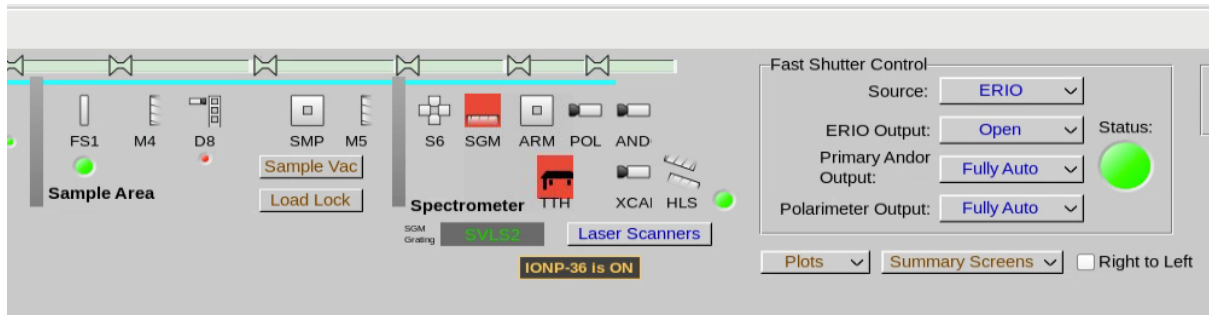 Fast Shutter Control
Source: ERIO
ERIO Output: Open
Status:
Primary Andor
Output: Fully Auto
Polarimeter Output: Fully Auto
FS1 M4 D8 SMP M5 S6 SGM ARM POL AND
Sample Vac
Sample Area
Load Lock
Spectrometer TTH XCAI HLS
SGM
Grating
SVLS2
Laser Scanners
IONP-36 is ON
Plots
Summary Screens
Right to Left